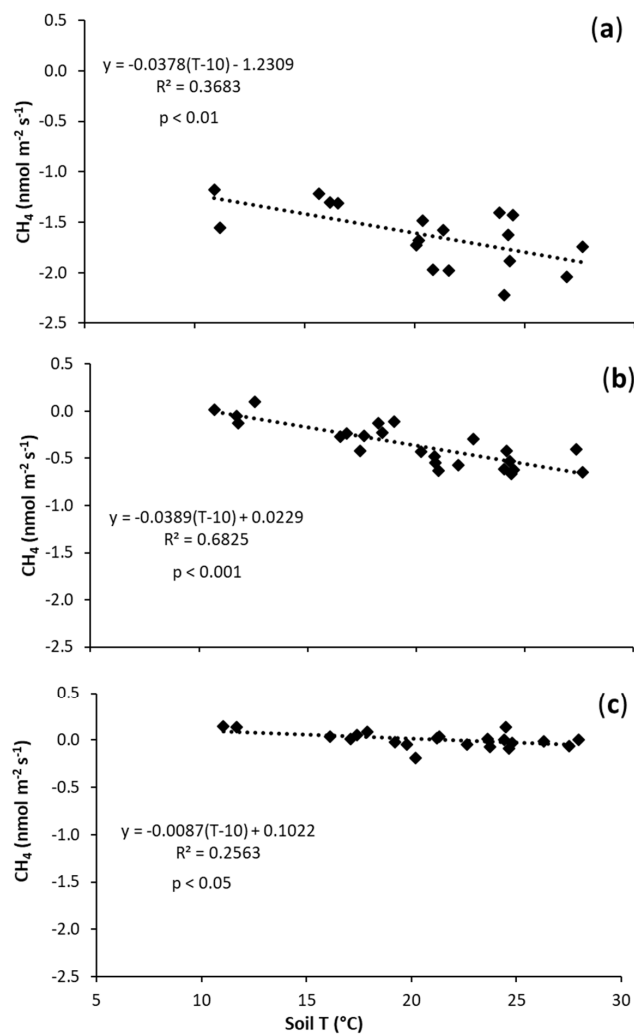 (a)
0.5
y = -0.0378(T-10) - 1.2309
R² = 0.3683
p < 0.01
0.0
-0.5
-1.0
-1.5
-2.0
-2.5
CH₄ (nmol m⁻² s⁻¹)
(b)
0.5
0.0
-0.5
-1.0
-1.5
-2.0
-2.5
y = -0.0389(T-10) + 0.0229
R² = 0.6825
p < 0.001
CH₄ (nmol m⁻² s⁻¹)
(c)
0.5
0.0
-0.5
-1.0
-1.5
-2.0
-2.5
y = -0.0087(T-10) + 0.1022
R² = 0.2563
p < 0.05
CH₄ (nmol m⁻² s⁻¹)
5 10 15 20 25 30
Soil T (°C)